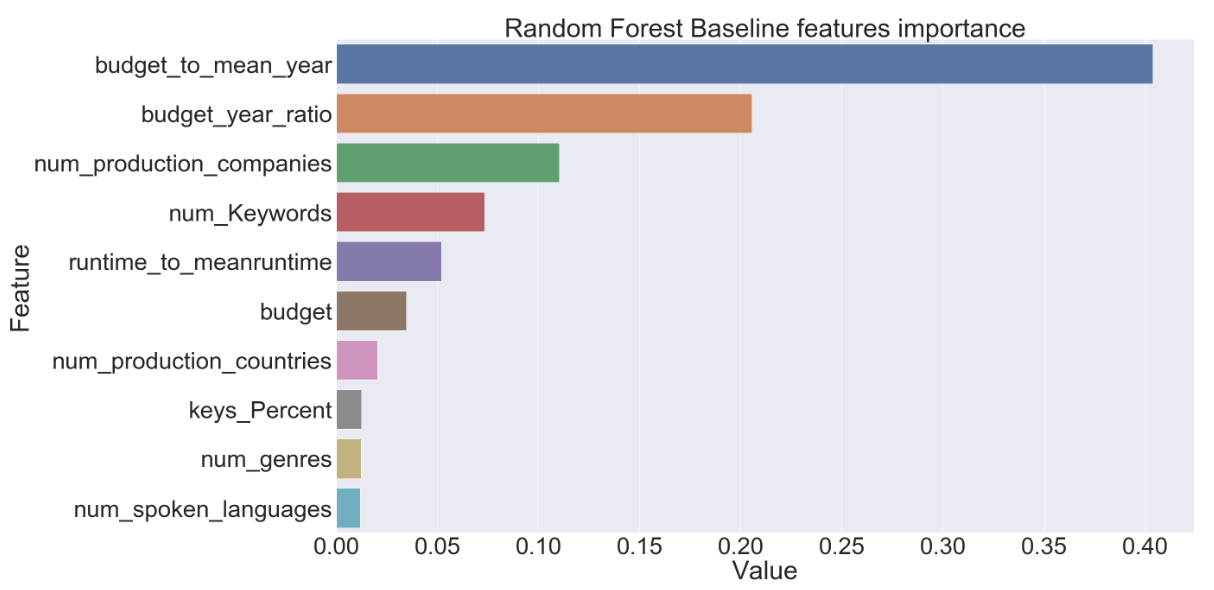 Random Forest Baseline features importance
budget_to_mean_year
budget_year_ratio
num_production_companies
num_Keywords
runtime_to_meanruntime
budget
num_production_countries
keys_Percent
num_genres
num_spoken_languages
Feature
0.00 0.05 0.10 0.15 0.20 0.25 0.30 0.35 0.40
Value